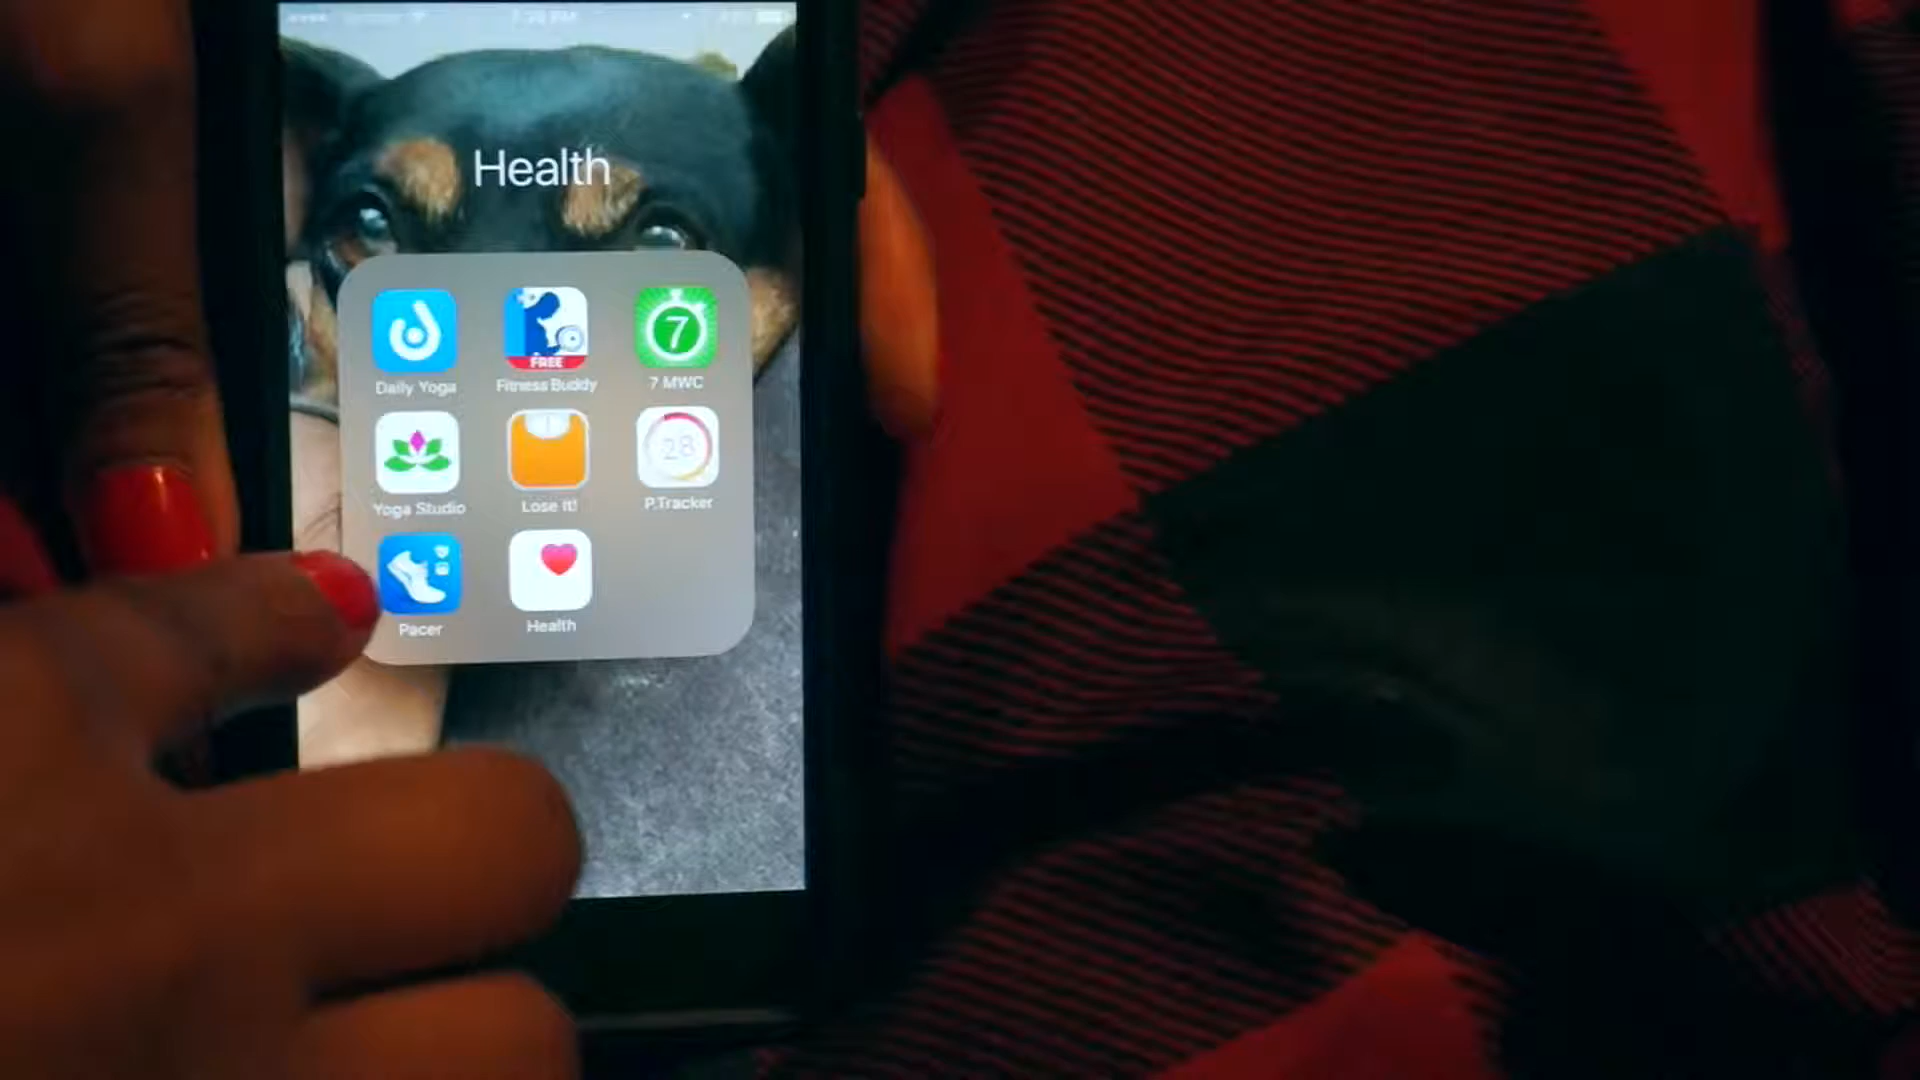 Health
Daily Yoga
FREE
Fitness Buddy
7
7 MWC
Yoga Studio
Lose It!
28
P.Tracker
Pacer
Health